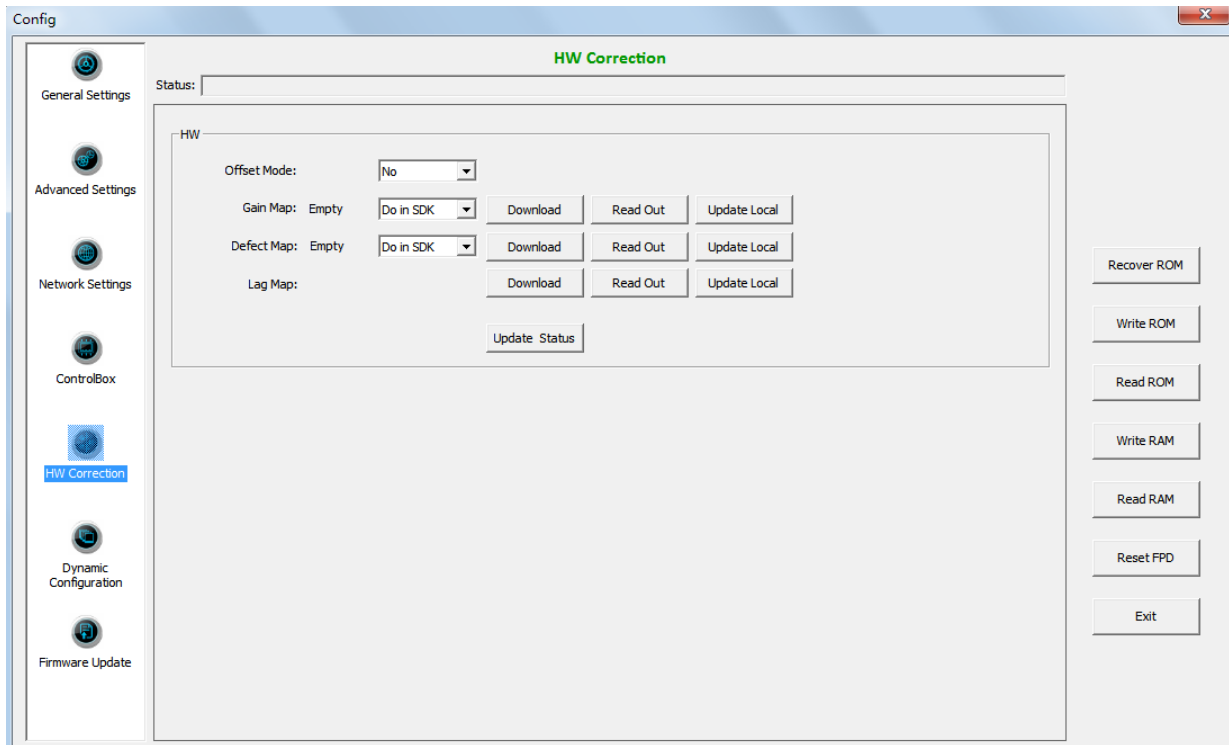 Config
General Settings
Advanced Settings
Network Settings
ControlBox
HW Correction
Dynamic
Configuration
Firmware Update
HW Correction
Status:
HW
Offset Mode: No
Gain Map: Empty Do in SDK Download Read Out Update Local
Defect Map: Empty Do in SDK Download Read Out Update Local
Lag Map: Download Read Out Update Local
Update Status
Recover ROM
Write ROM
Read ROM
Write RAM
Read RAM
Reset FPD
Exit